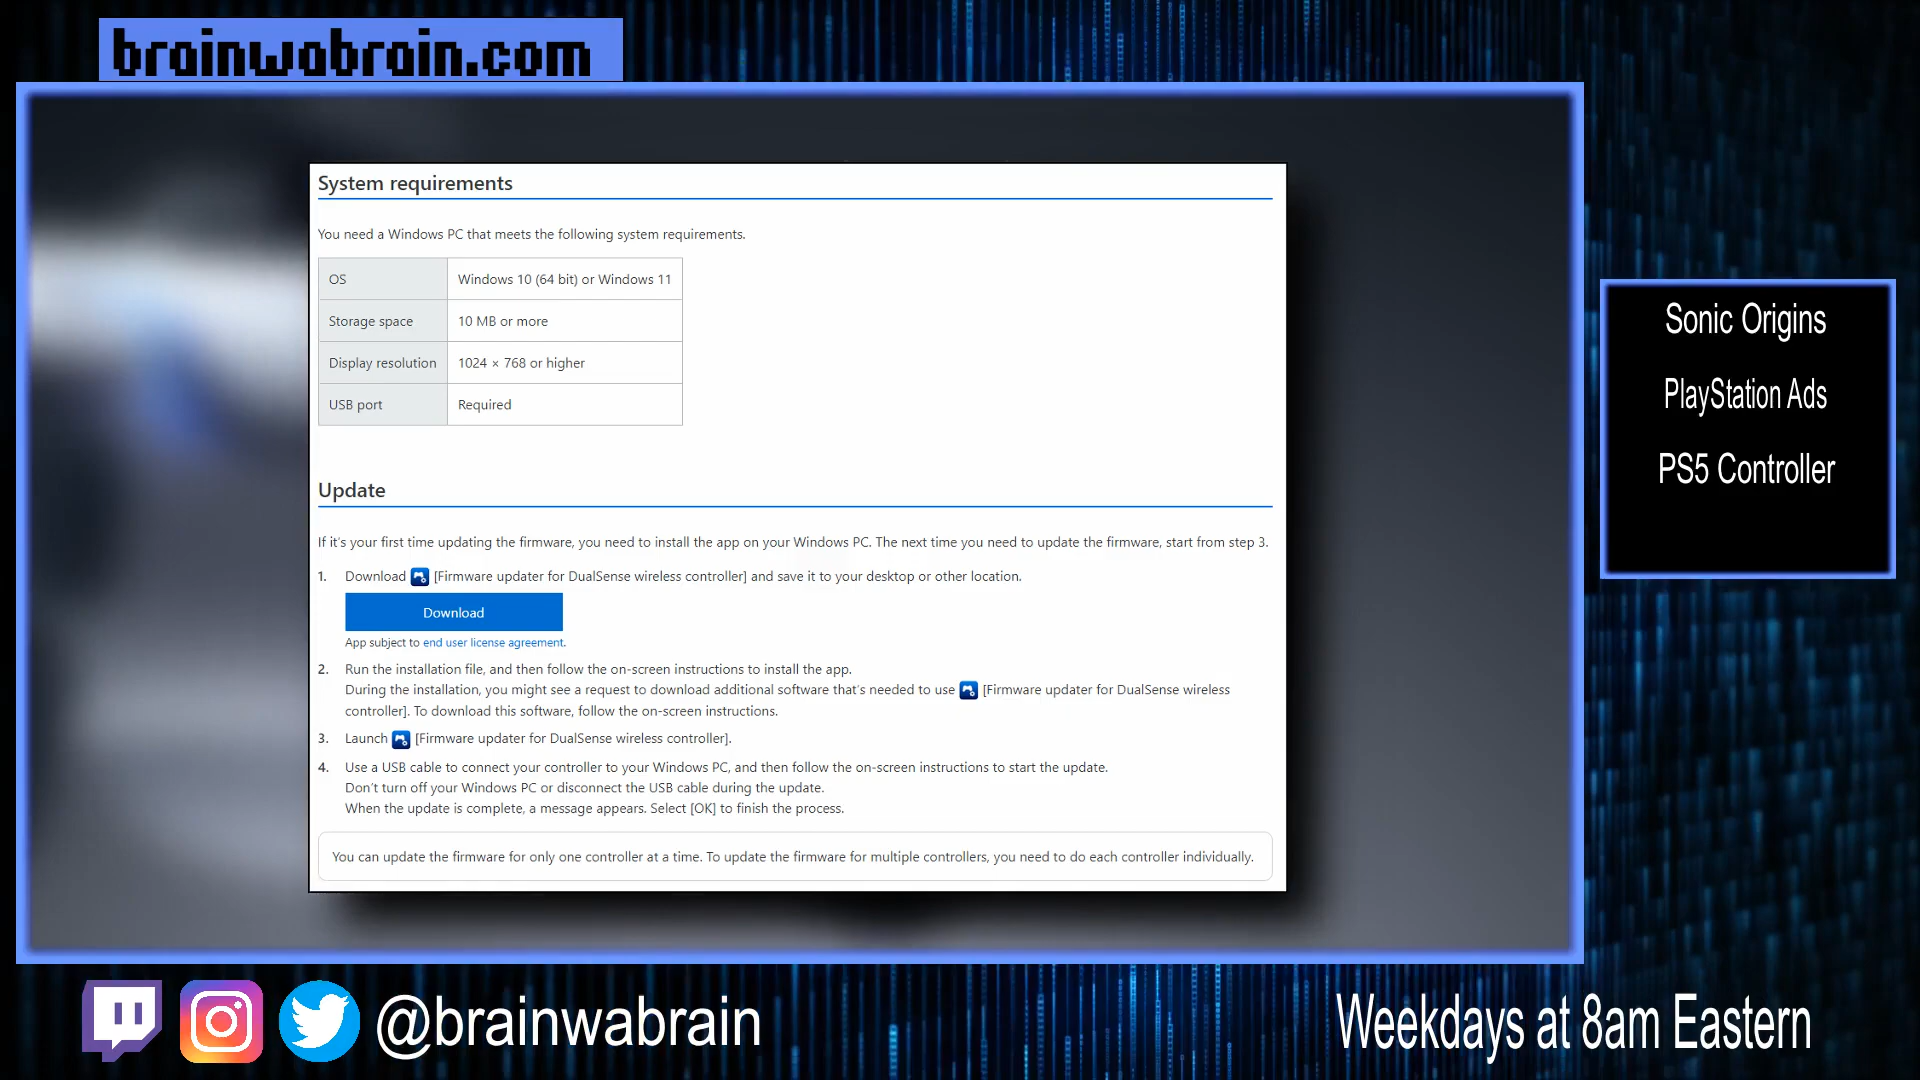 brainwabrain.com
System requirements
You need a Windows PC that meets the following system requirements.
OS Windows 10 (64 bit) or Windows 11
Storage space 10 MB or more
Display resolution 1024 × 768 or higher
USB port Required
Update
If it's your first time updating the firmware, you need to install the app on your Windows PC. The next time you need to update the firmware, start from step 3.
1. Download [Firmware updater for DualSense wireless controller] and save it to your desktop or other location.
Download
App subject to end user license agreement.
2. Run the installation file, and then follow the on-screen instructions to install the app.
During the installation, you might see a request to download additional software that's needed to use [Firmware updater for DualSense wireless
controller]. To download this software, follow the on-screen instructions.
3. Launch [Firmware updater for DualSense wireless controller].
4. Use a USB cable to connect your controller to your Windows PC, and then follow the on-screen instructions to start the update.
Don't turn off your Windows PC or disconnect the USB cable during the update.
When the update is complete, a message appears. Select [OK] to finish the process.
You can update the firmware for only one controller at a time. To update the firmware for multiple controllers, you need to do each controller individually.
Sonic Origins
PlayStation Ads
PS5 Controller
@brainwabrain
Weekdays at 8am Eastern